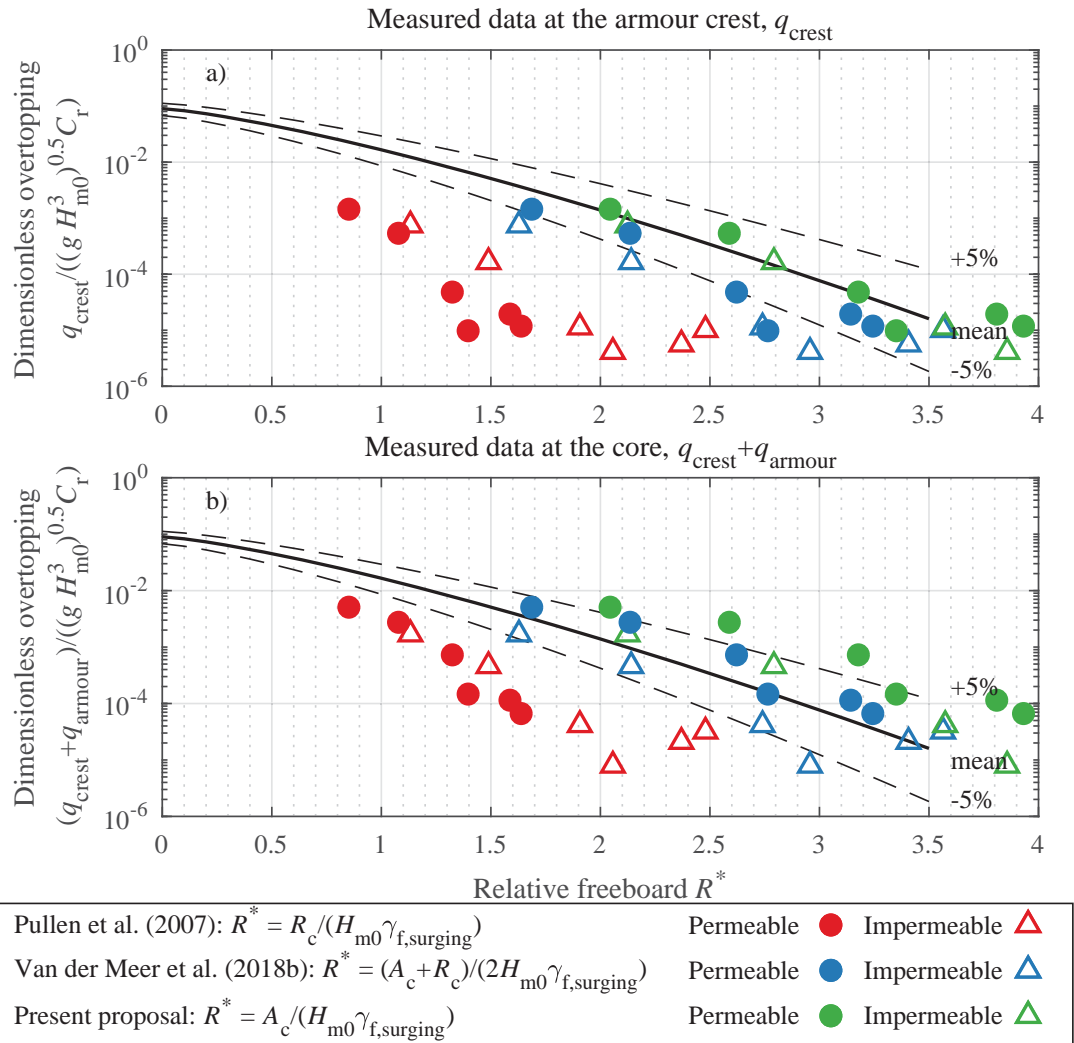 Measured data at the armour crest, q_crest
Dimensionless overtopping
q_crest/((g H_m0^3)^0.5 C_r)
a)
10^0
10^-2
10^-4
10^-6
+5%
mean
-5%
0 0.5 1 1.5 2 2.5 3 3.5 4
Measured data at the core, q_crest+q_armour
Dimensionless overtopping
(q_crest+q_armour)/((g H_m0^3)^0.5 C_r)
b)
10^0
10^-2
10^-4
10^-6
+5%
mean
-5%
0 0.5 1 1.5 2 2.5 3 3.5 4
Relative freeboard R^*
Pullen et al. (2007): R^* = R_c/(H_m0 γ_f,surging) Permeable Impermeable
Van der Meer et al. (2018b): R^* = (A_c+R_c)/(2H_m0 γ_f,surging) Permeable Impermeable
Present proposal: R^* = A_c/(H_m0 γ_f,surging) Permeable Impermeable